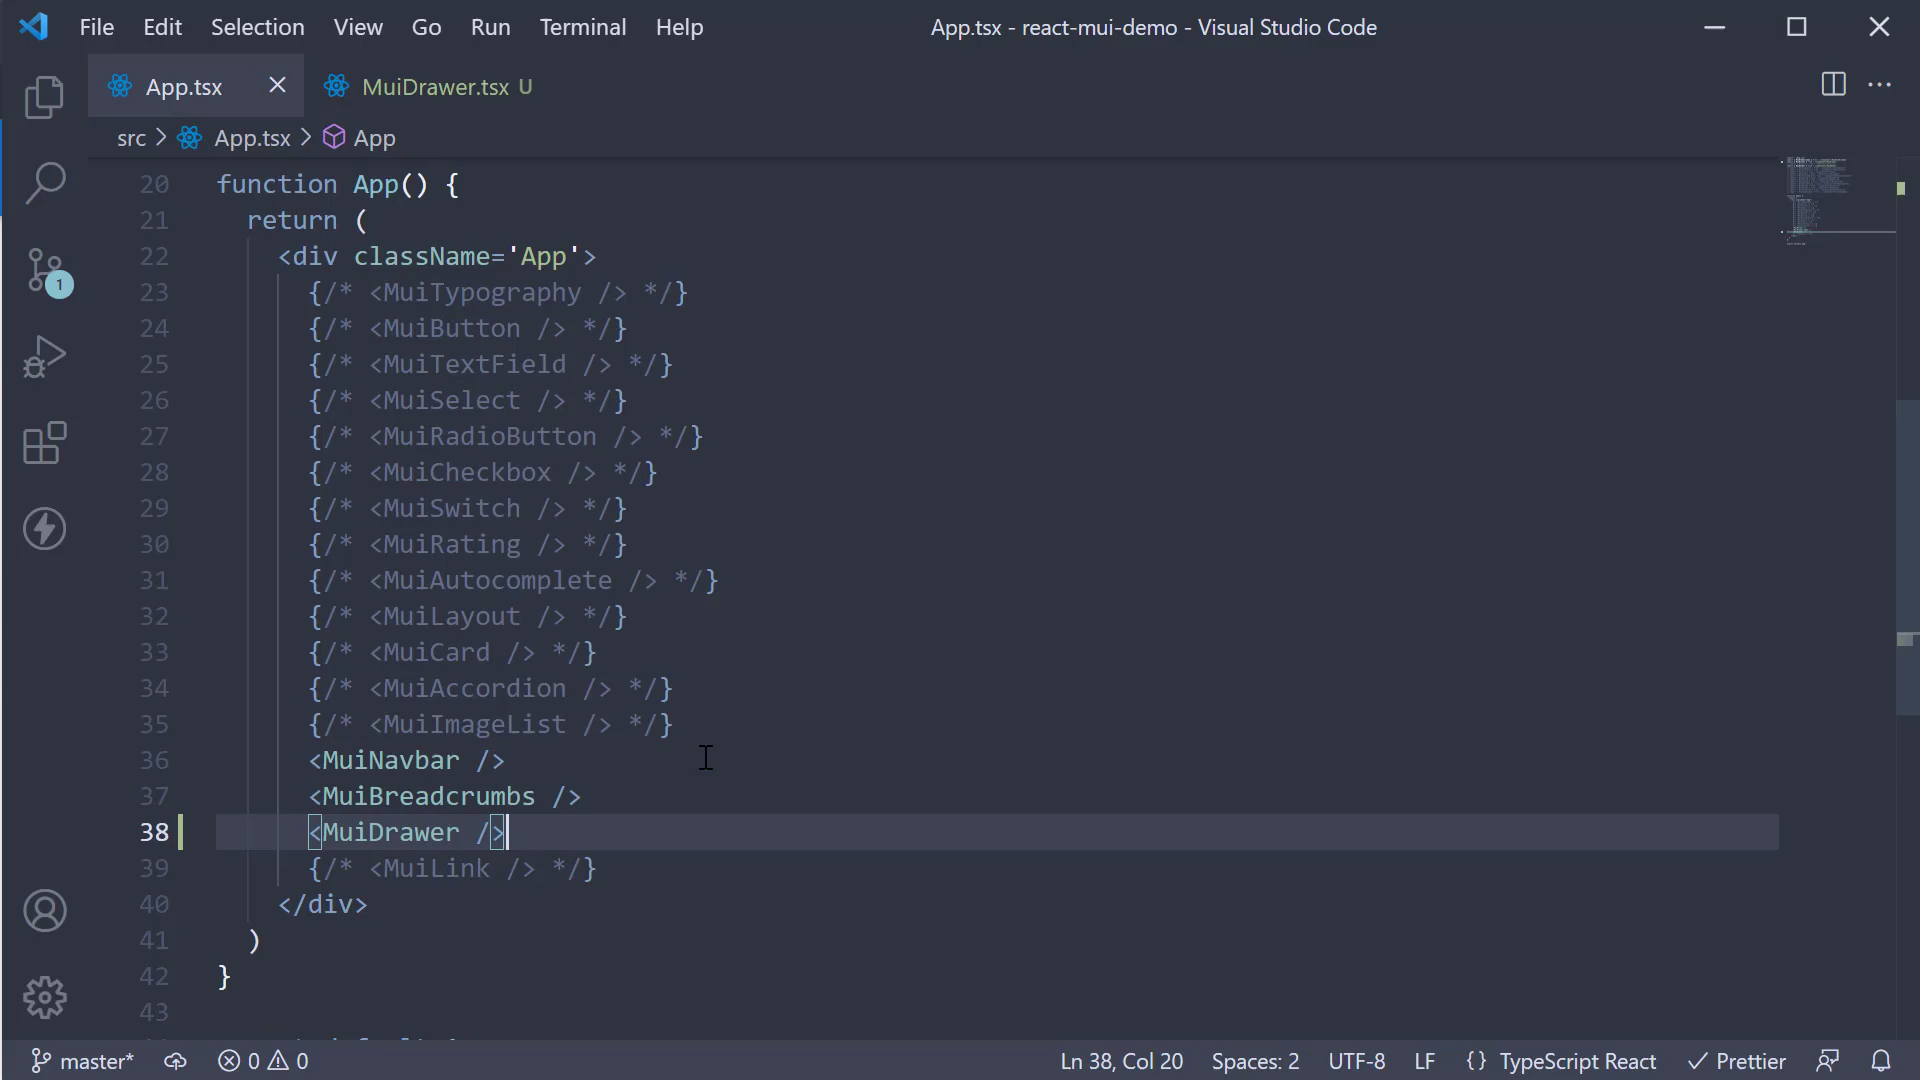 File Edit Selection View Go Run Terminal Help App.tsx - react-mui-demo - Visual Studio Code
App.tsx MuiDrawer.tsx U
src > App.tsx > App
20 function App() {
21 return (
22 <div className='App'>
23 {/* <MuiTypography /> */}
24 {/* <MuiButton /> */}
25 {/* <MuiTextField /> */}
26 {/* <MuiSelect /> */}
27 {/* <MuiRadioButton /> */}
28 {/* <MuiCheckbox /> */}
29 {/* <MuiSwitch /> */}
30 {/* <MuiRating /> */}
31 {/* <MuiAutocomplete /> */}
32 {/* <MuiLayout /> */}
33 {/* <MuiCard /> */}
34 {/* <MuiAccordion /> */}
35 {/* <MuiImageList /> */}
36 <MuiNavbar />
37 <MuiBreadcrumbs />
38 <MuiDrawer />
39 {/* <MuiLink /> */}
40 </div>
41 )
42 }
43
1
master* 0 0 Ln 38, Col 20 Spaces: 2 UTF-8 LF {} TypeScript React Prettier